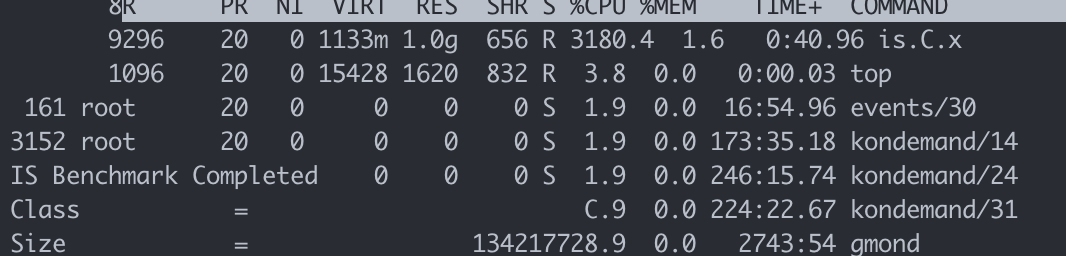 8R PR NI VIRT RES SHR S %CPU %MEM TIME+ COMMAND
9296 20 0 1133m 1.0g 656 R 3180.4 1.6 0:40.96 is.C.x
1096 20 0 15428 1620 832 R 3.8 0.0 0:00.03 top
161 root 20 0 0 0 0 S 1.9 0.0 16:54.96 events/30
3152 root 20 0 0 0 0 S 1.9 0.0 173:35.18 kondemand/14
IS Benchmark Completed 0 0 0 S 1.9 0.0 246:15.74 kondemand/24
Class = C.9 0.0 224:22.67 kondemand/31
Size = 134217728.9 0.0 2743:54 gmond